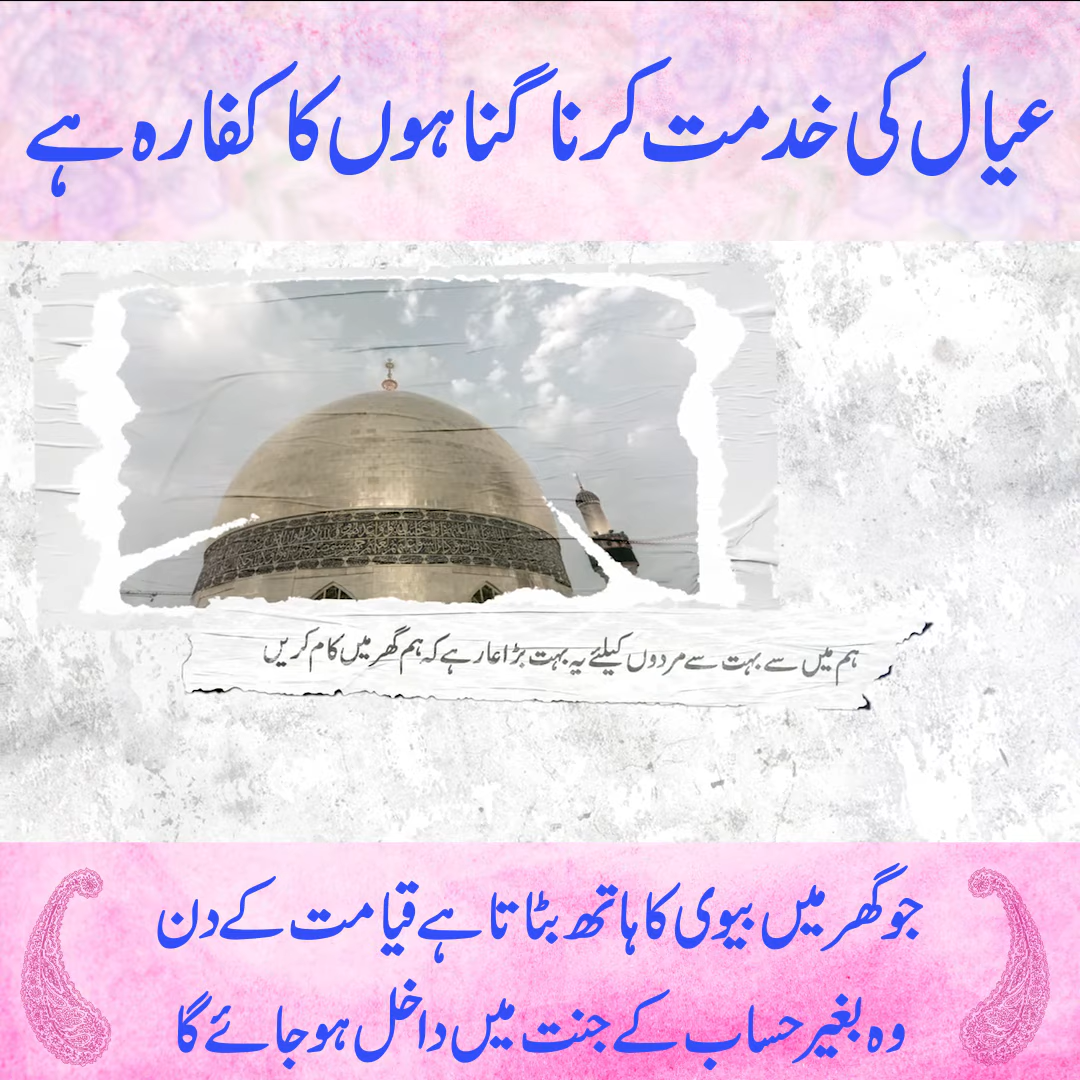 عیال کی خدمت کرنا گناہوں کا کفارہ ہے
ہم میں سے بہت سے مردوں کیلئے یہ بہت بڑا عار ہے کہ ہم گھر میں کام کریں
جو گھر میں بیوی کا ہاتھ بٹاتا ہے قیامت کے دن
وہ بغیر حساب کے جنت میں داخل ہو جائے گا